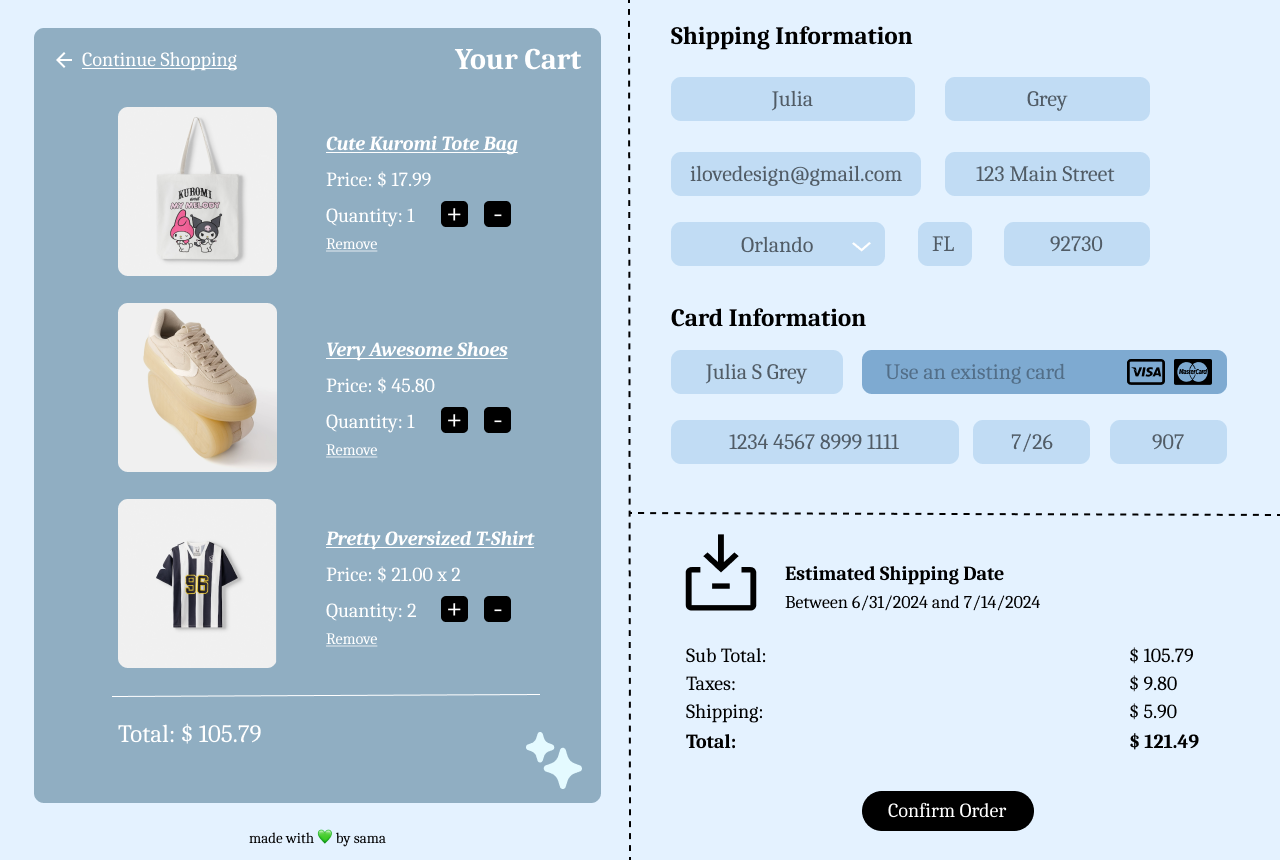 Continue Shopping
Your Cart
KUROMI
and
MY MELODY
Cute Kuromi Tote Bag
Price: $ 17.99
Quantity: 1 + -
Remove
Very Awesome Shoes
Price: $ 45.80
Quantity: 1 + -
Remove
96
Pretty Oversized T-Shirt
Price: $ 21.00 x 2
Quantity: 2 + -
Remove
Total: $ 105.79
made with 💚 by sama
Shipping Information
Julia Grey
ilovedesign@gmail.com 123 Main Street
Orlando FL 92730
Card Information
Julia S Grey Use an existing card VISA MasterCard
1234 4567 8999 1111 7/26 907
Estimated Shipping Date
Between 6/31/2024 and 7/14/2024
Sub Total: $ 105.79
Taxes: $ 9.80
Shipping: $ 5.90
Total: $ 121.49
Confirm Order